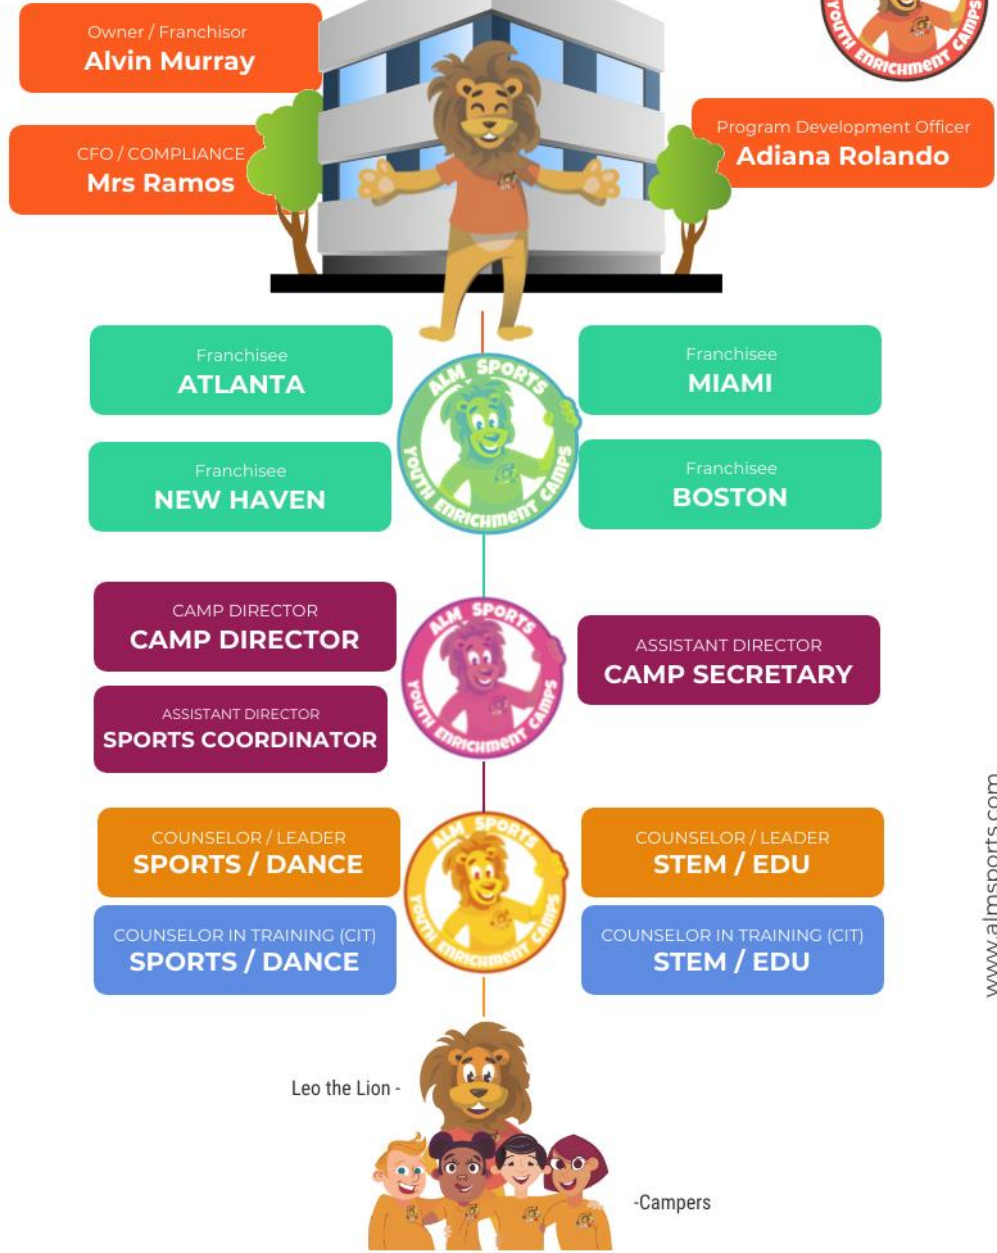 Owner / Franchisor
Alvin Murray
YOUTH ENRICHMENT CAMPS
CFO / COMPLIANCE
Mrs Ramos
Program Development Officer
Adiana Rolando
Franchisee
ATLANTA
Franchisee
MIAMI
ALM SPORTS
YOUTH ENRICHMENT CAMPS
Franchisee
NEW HAVEN
Franchisee
BOSTON
CAMP DIRECTOR
CAMP DIRECTOR
ALM SPORTS
YOUTH ENRICHMENT CAMPS
ASSISTANT DIRECTOR
CAMP SECRETARY
ASSISTANT DIRECTOR
SPORTS COORDINATOR
www.almsports.com
COUNSELOR / LEADER
SPORTS / DANCE
ALM SPORTS
YOUTH ENRICHMENT CAMPS
COUNSELOR / LEADER
STEM / EDU
COUNSELOR IN TRAINING (CIT)
SPORTS / DANCE
COUNSELOR IN TRAINING (CIT)
STEM / EDU
Leo the Lion -
-Campers